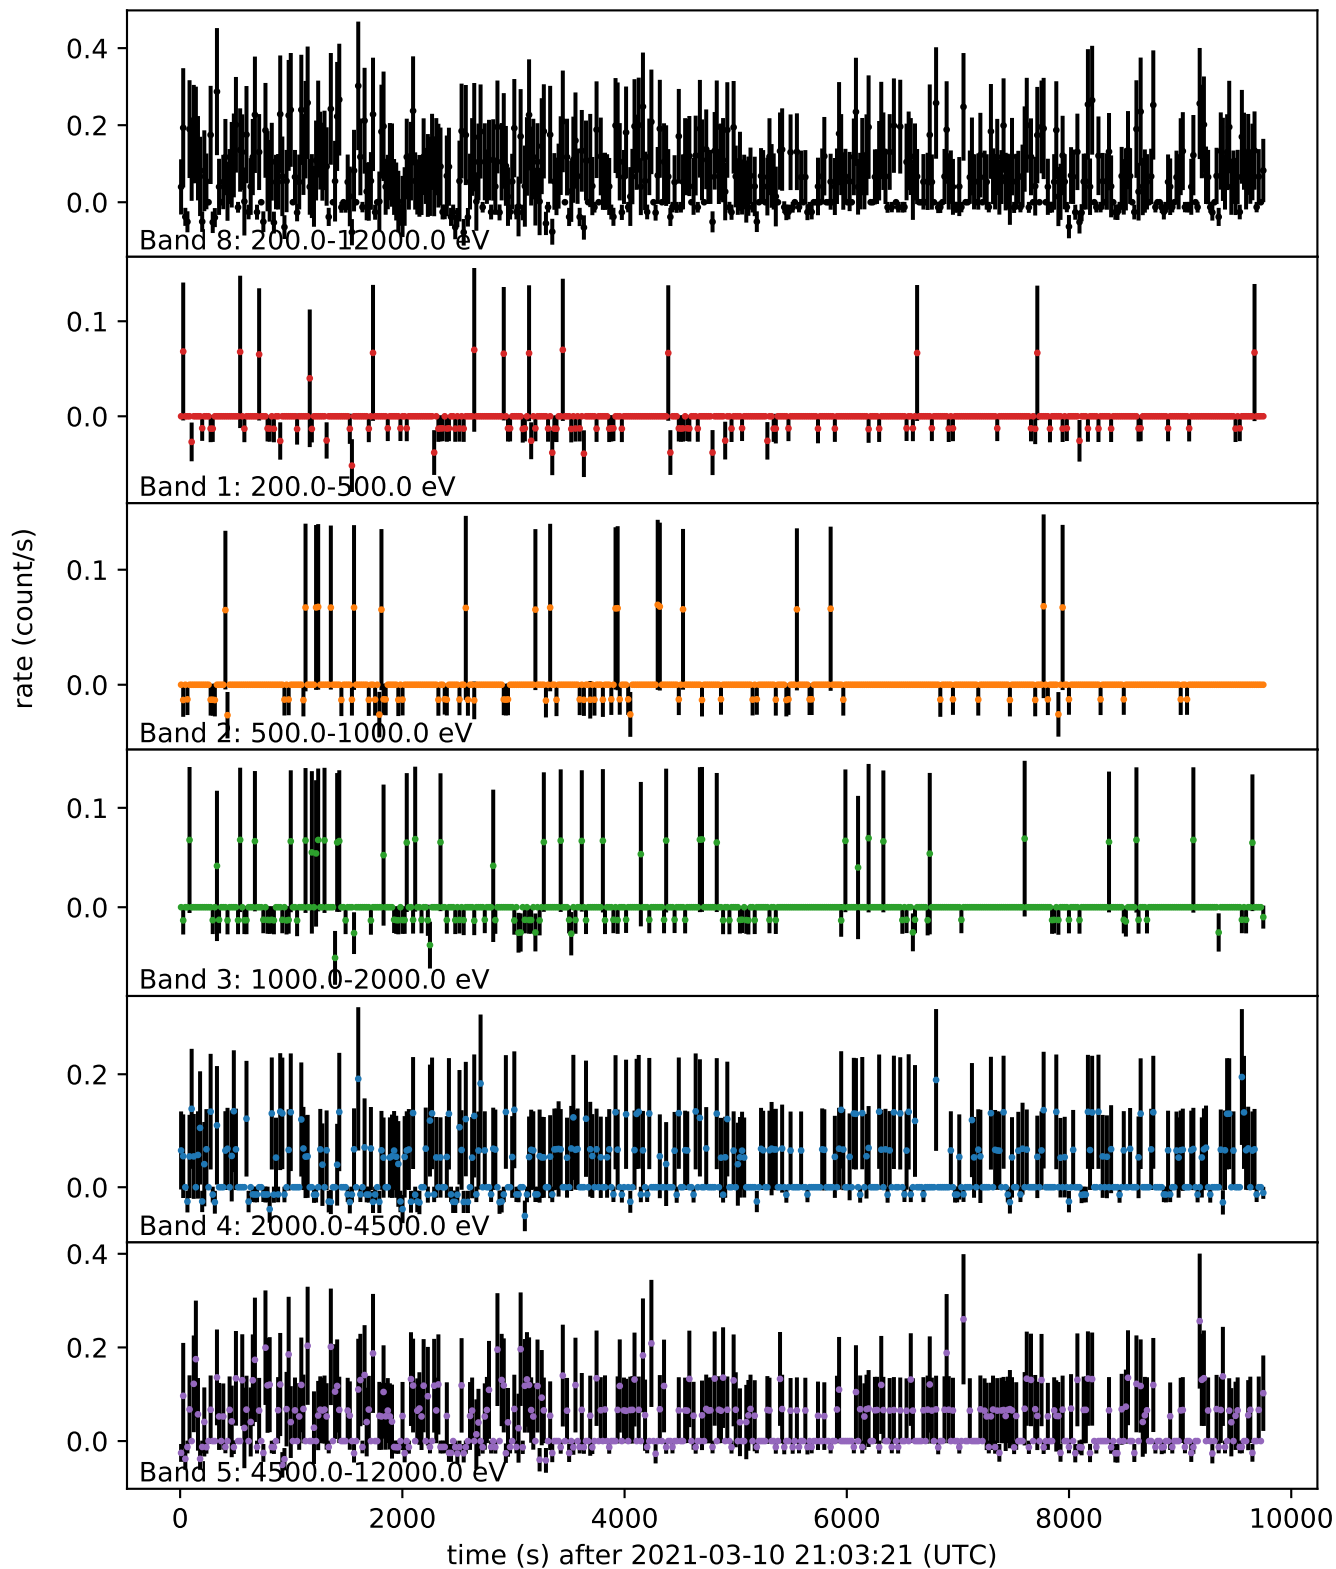 0.4
0.2
0.0
Band 8: 200.0-12000.0 eV
0.1
0.0
Band 1: 200.0-500.0 eV
0.1
0.0
Band 2: 500.0-1000.0 eV
rate (count/s)
0.1
0.0
Band 3: 1000.0-2000.0 eV
0.2
0.0
Band 4: 2000.0-4500.0 eV
0.4
0.2
0.0
Band 5: 4500.0-12000.0 eV
0 2000 4000 6000 8000 10000
time (s) after 2021-03-10 21:03:21 (UTC)